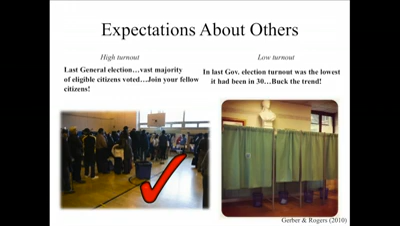 Expectations About Others
High turnout
Low turnout
Last General election…vast majority
of eligible citizens voted…Join your fellow
citizens!
In last Gov. election turnout was the lowest
it had been in 30…Buck the trend!
Gerber & Rogers (2010)